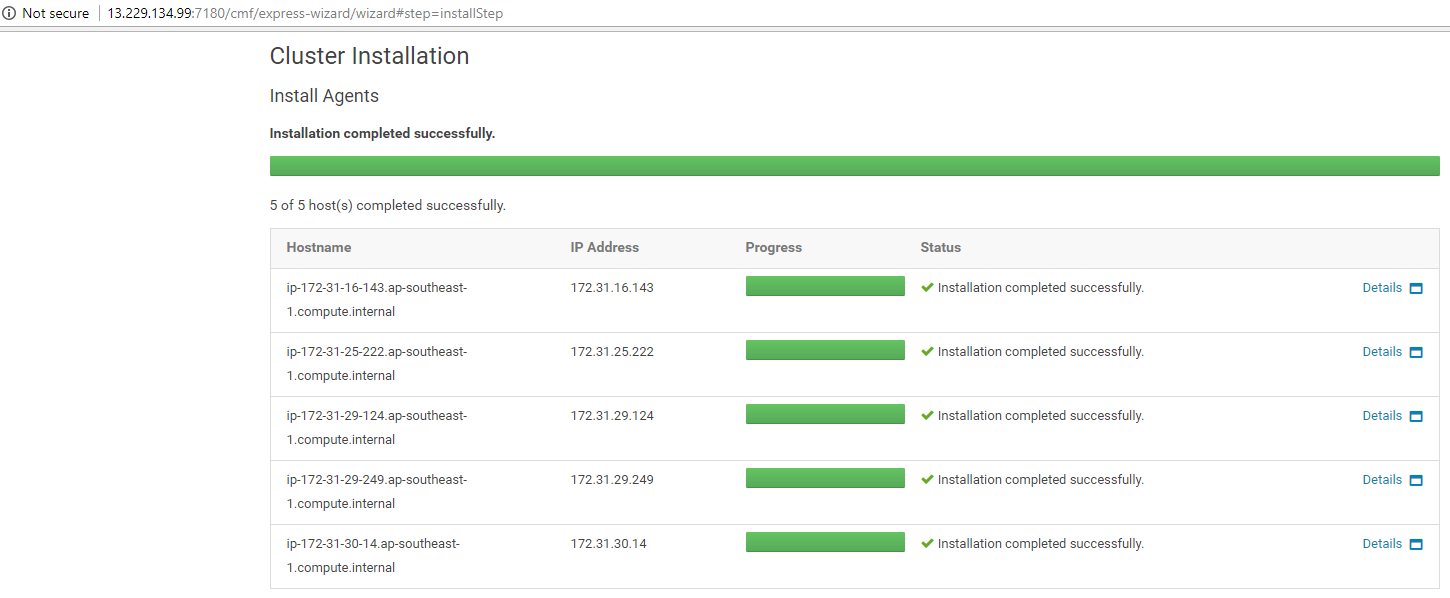 Not secure 13.229.134.99:7180/cmf/express-wizard/wizard#step=installStep
Cluster Installation
Install Agents
Installation completed successfully.
5 of 5 host(s) completed successfully.
Hostname IP Address Progress Status
ip-172-31-16-143.ap-southeast- 172.31.16.143 Installation completed successfully. Details
1.compute.internal
ip-172-31-25-222.ap-southeast- 172.31.25.222 Installation completed successfully. Details
1.compute.internal
ip-172-31-29-124.ap-southeast- 172.31.29.124 Installation completed successfully. Details
1.compute.internal
ip-172-31-29-249.ap-southeast- 172.31.29.249 Installation completed successfully. Details
1.compute.internal
ip-172-31-30-14.ap-southeast- 172.31.30.14 Installation completed successfully. Details
1.compute.internal